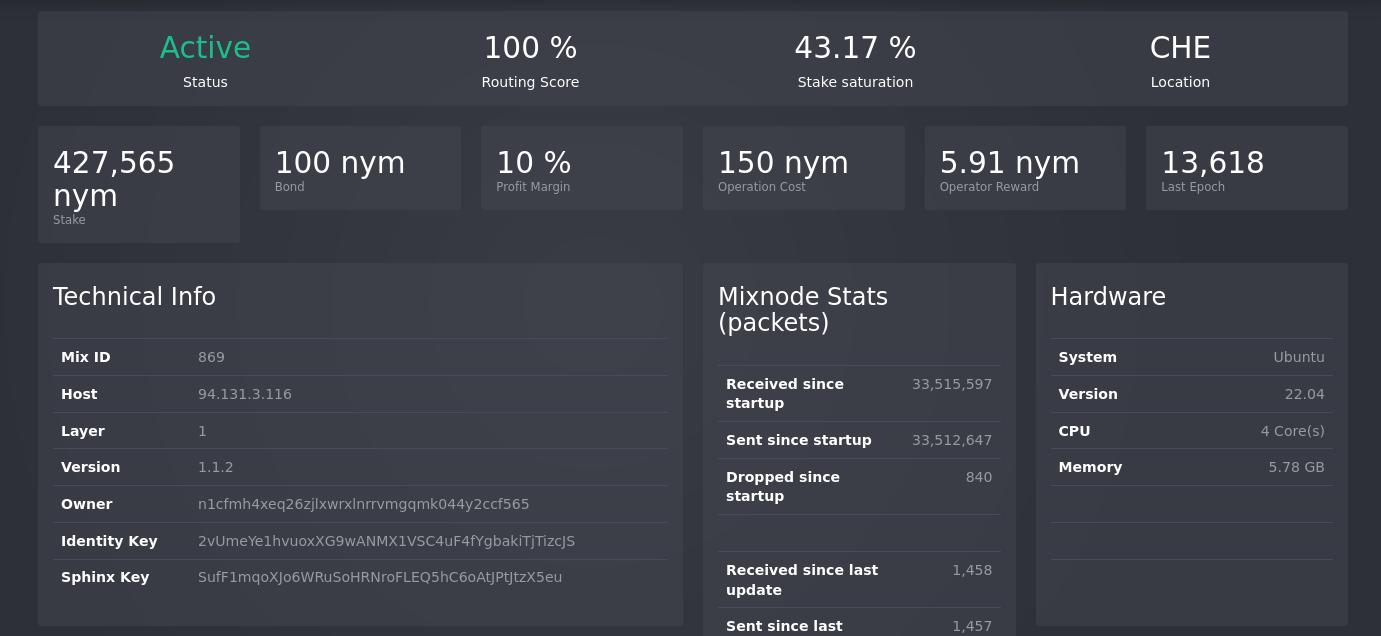 Active
Status
100 %
Routing Score
43.17 %
Stake saturation
CHE
Location
427,565
nym
Stake
100 nym
Bond
10 %
Profit Margin
150 nym
Operation Cost
5.91 nym
Operator Reward
13,618
Last Epoch
Technical Info
Mix ID 869
Host 94.131.3.116
Layer 1
Version 1.1.2
Owner n1cfmh4xeq26zjlxwrxlnrrvmgqmk044y2ccf565
Identity Key 2vUmeYe1hvuoxXG9wANMX1VSC4uF4fYgbakiTjTizcJS
Sphinx Key SufF1mqoXJo6WRuSoHRNroFLEQ5hC6oAtJPtJtzX5eu
Mixnode Stats
(packets)
Received since 33,515,597
startup
Sent since startup 33,512,647
Dropped since 840
startup
Received since last 1,458
update
Sent since last 1,457
Hardware
System Ubuntu
Version 22.04
CPU 4 Core(s)
Memory 5.78 GB